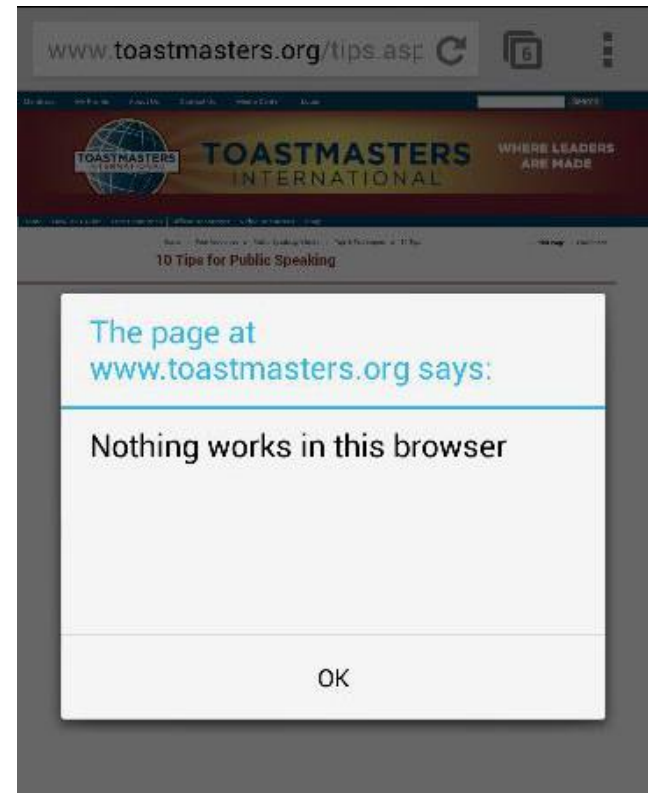 www.toastmasters.org/tips.asp
6
TOASTMASTERS
INTERNATIONAL
TOASTMASTERS
INTERNATIONAL
WHERE LEADERS
ARE MADE
10 Tips for Public Speaking
The page at
www.toastmasters.org says:
Nothing works in this browser
OK